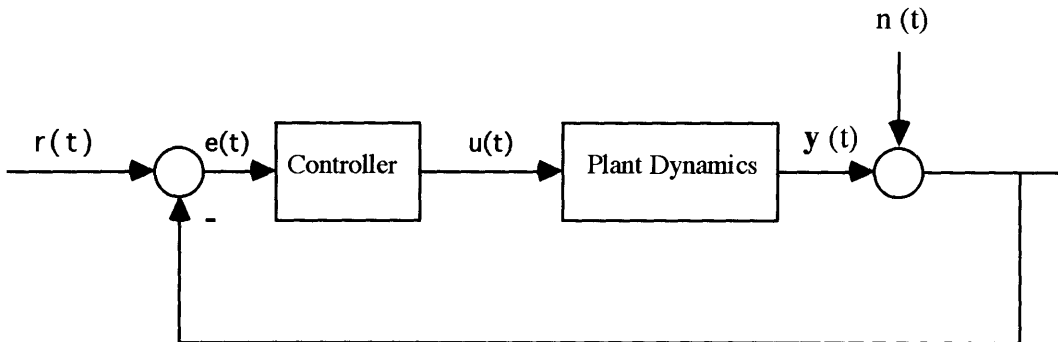 n (t)
r(t)
e(t)
Controller
u(t)
Plant Dynamics
y (t)
-